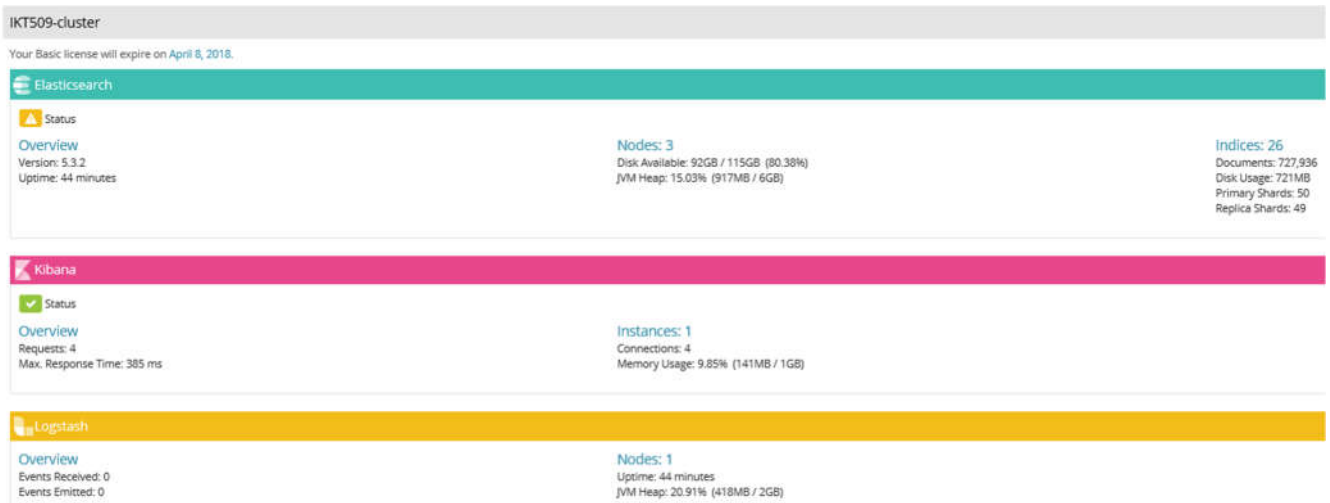 IKT509-cluster
Your Basic license will expire on April 8, 2018.
Elasticsearch
Status
Overview
Version: 5.3.2
Uptime: 44 minutes
Nodes: 3
Disk Available: 92GB / 115GB (80.38%)
JVM Heap: 15.03% (917MB / 6GB)
Indices: 26
Documents: 727,936
Disk Usage: 721MB
Primary Shards: 50
Replica Shards: 49
Kibana
Status
Overview
Requests: 4
Max. Response Time: 385 ms
Instances: 1
Connections: 4
Memory Usage: 9.85% (141MB / 1GB)
Logstash
Overview
Events Received: 0
Events Emitted: 0
Nodes: 1
Uptime: 44 minutes
JVM Heap: 20.91% (418MB / 2GB)